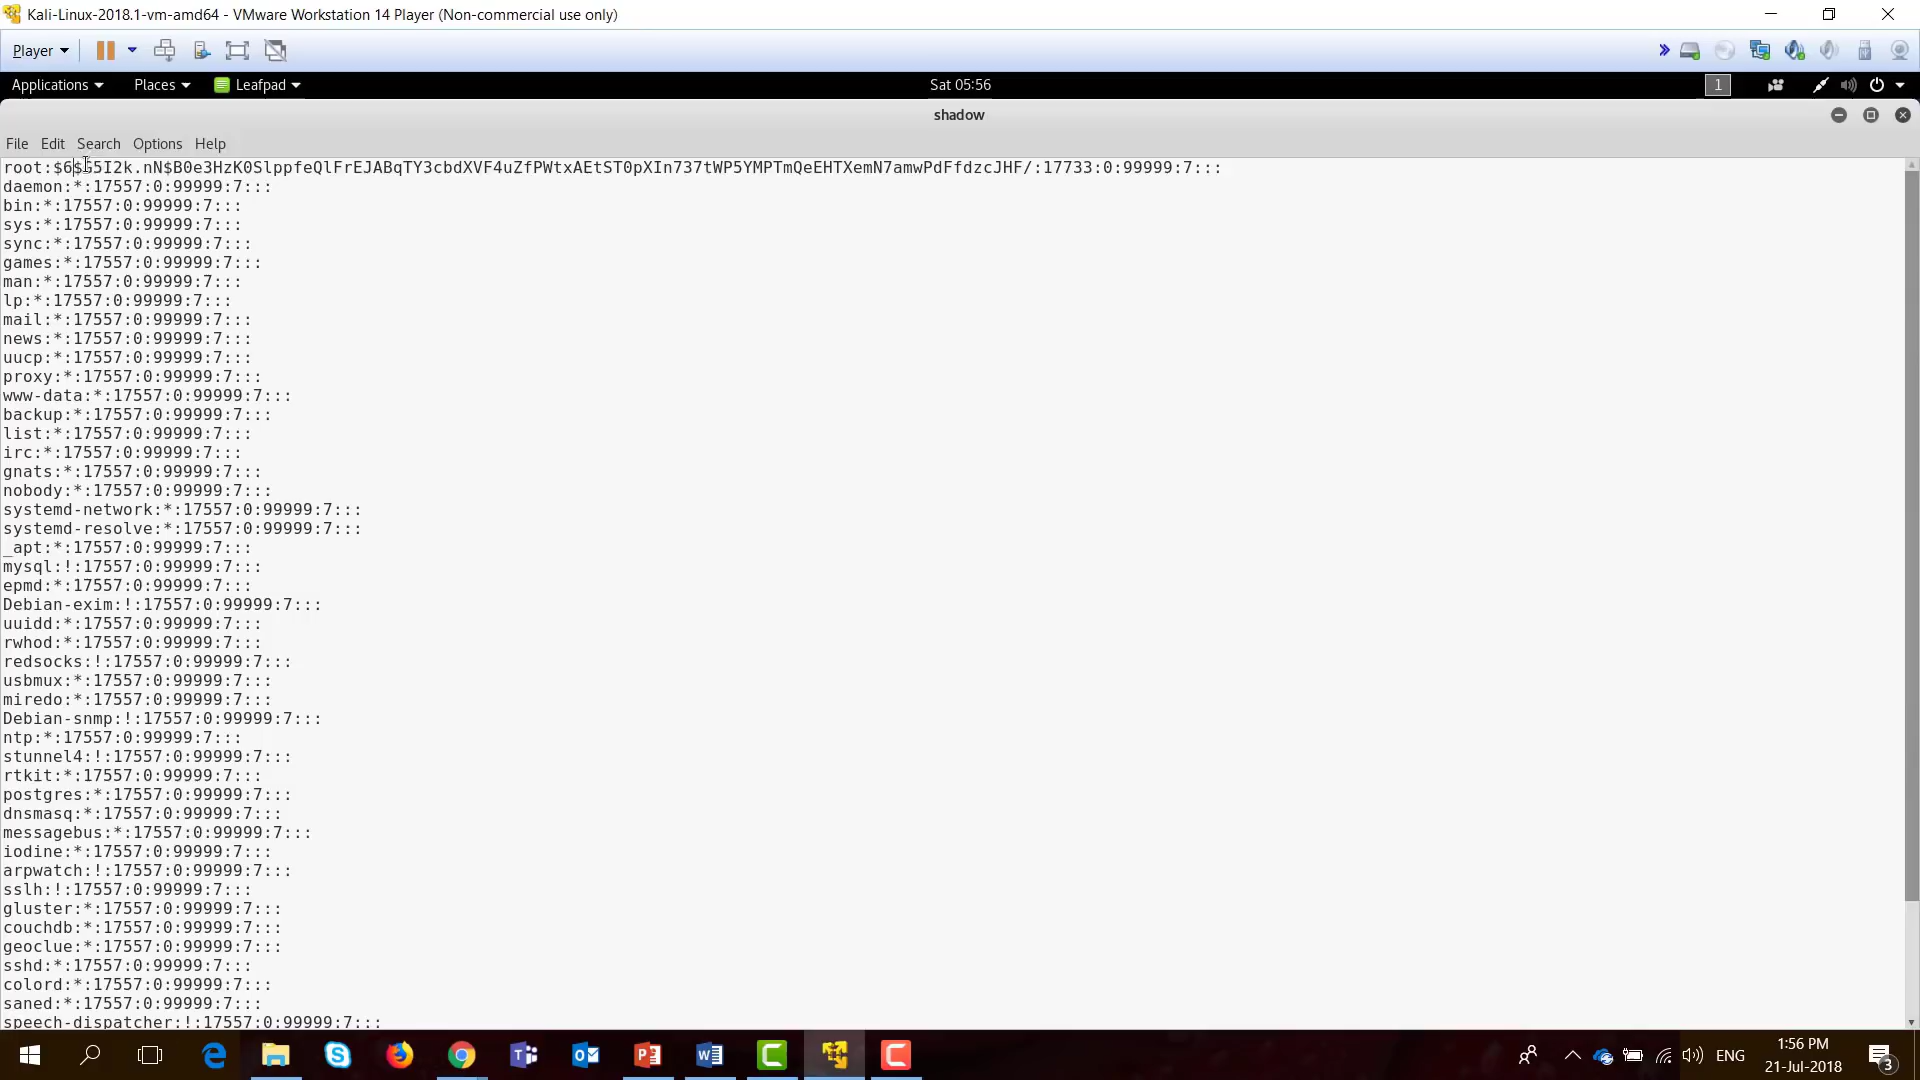 Kali-Linux-2018.1-vm-amd64 - VMware Workstation 14 Player (Non-commercial use only)
Player
Applications Places Leafpad Sat 05:56 1
shadow
File Edit Search Options Help
root:$6$G5I2k.nN$B0e3HzK0SlppfeQlFrEJABqTY3cbdXVF4uZfPWtxAEtST0pXIn737tWP5YMPTmQeEHTXemN7amwPdFfdzcJHF/:17733:0:99999:7:::
daemon:*:17557:0:99999:7:::
bin:*:17557:0:99999:7:::
sys:*:17557:0:99999:7:::
sync:*:17557:0:99999:7:::
games:*:17557:0:99999:7:::
man:*:17557:0:99999:7:::
lp:*:17557:0:99999:7:::
mail:*:17557:0:99999:7:::
news:*:17557:0:99999:7:::
uucp:*:17557:0:99999:7:::
proxy:*:17557:0:99999:7:::
www-data:*:17557:0:99999:7:::
backup:*:17557:0:99999:7:::
list:*:17557:0:99999:7:::
irc:*:17557:0:99999:7:::
gnats:*:17557:0:99999:7:::
nobody:*:17557:0:99999:7:::
systemd-network:*:17557:0:99999:7:::
systemd-resolve:*:17557:0:99999:7:::
_apt:*:17557:0:99999:7:::
mysql:!:17557:0:99999:7:::
epmd:*:17557:0:99999:7:::
Debian-exim:!:17557:0:99999:7:::
uuidd:*:17557:0:99999:7:::
rwhod:*:17557:0:99999:7:::
redsocks:!:17557:0:99999:7:::
usbmux:*:17557:0:99999:7:::
miredo:*:17557:0:99999:7:::
Debian-snmp:!:17557:0:99999:7:::
ntp:*:17557:0:99999:7:::
stunnel4:!:17557:0:99999:7:::
rtkit:*:17557:0:99999:7:::
postgres:*:17557:0:99999:7:::
dnsmasq:*:17557:0:99999:7:::
messagebus:*:17557:0:99999:7:::
iodine:*:17557:0:99999:7:::
arpwatch:!:17557:0:99999:7:::
sslh:!:17557:0:99999:7:::
gluster:*:17557:0:99999:7:::
couchdb:*:17557:0:99999:7:::
geoclue:*:17557:0:99999:7:::
sshd:*:17557:0:99999:7:::
colord:*:17557:0:99999:7:::
saned:*:17557:0:99999:7:::
speech-dispatcher:!:17557:0:99999:7:::
ENG
1:56 PM
21-Jul-2018
3